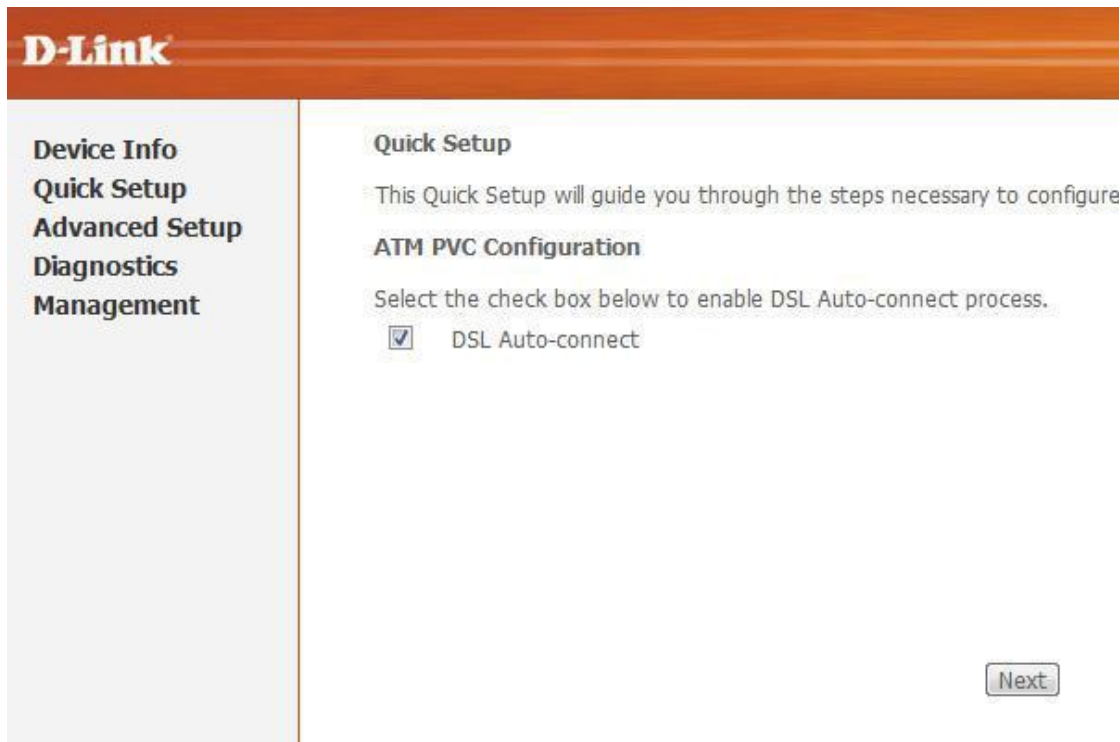 D-Link
Device Info
Quick Setup
Advanced Setup
Diagnostics
Management
Quick Setup
This Quick Setup will guide you through the steps necessary to configure
ATM PVC Configuration
Select the check box below to enable DSL Auto-connect process.
DSL Auto-connect
Next